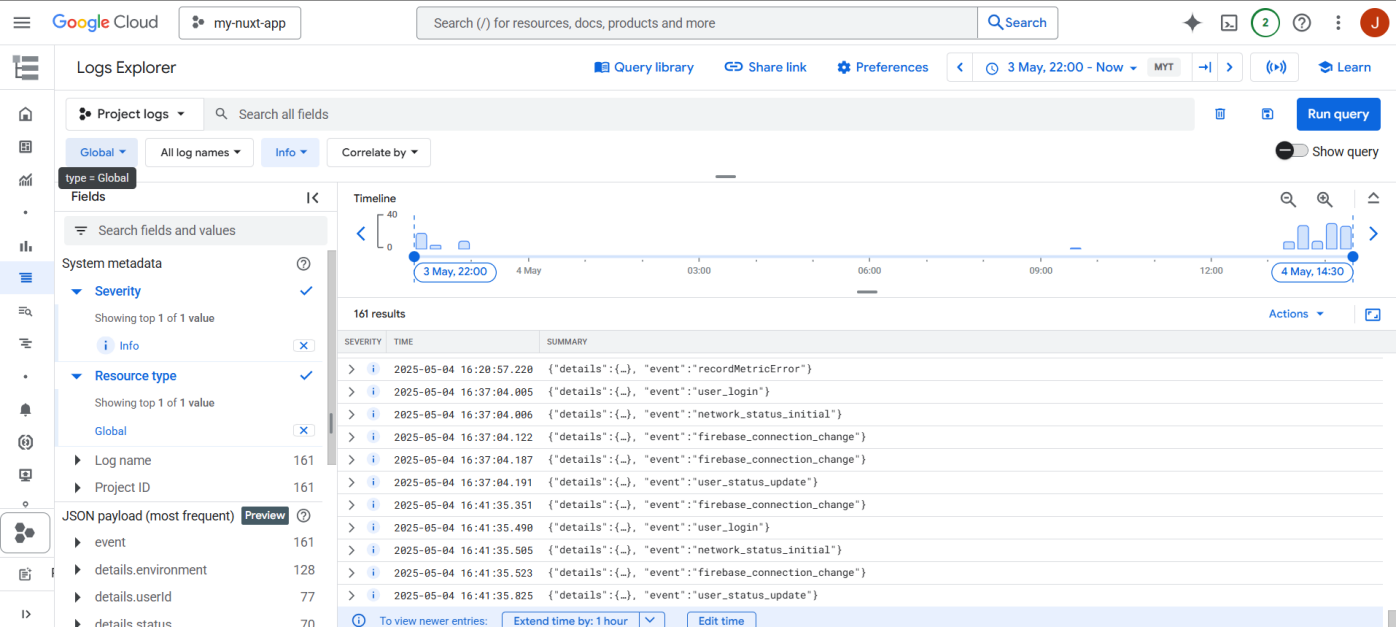 Google Cloud
my-nuxt-app
Search (/) for resources, docs, products and more
Search
2
J
Logs Explorer
Query library
Share link
Preferences
3 May, 22:00 - Now
MYT
Learn
Project logs
Search all fields
Run query
Global
All log names
Info
Correlate by
Show query
type = Global
Fields
Search fields and values
System metadata
Severity
Showing top 1 of 1 value
Info
Resource type
Showing top 1 of 1 value
Global
Log name 161
Project ID 161
JSON payload (most frequent) Preview
event 161
details.environment 128
details.userId 77
details.status 70
Timeline
40
0
3 May, 22:00
4 May
03:00
06:00
09:00
12:00
4 May, 14:30
161 results
Actions
SEVERITY TIME SUMMARY
2025-05-04 16:20:57.220 {"details":{…}, "event":"recordMetricError"}
2025-05-04 16:37:04.005 {"details":{…}, "event":"user_login"}
2025-05-04 16:37:04.006 {"details":{…}, "event":"network_status_initial"}
2025-05-04 16:37:04.122 {"details":{…}, "event":"firebase_connection_change"}
2025-05-04 16:37:04.187 {"details":{…}, "event":"firebase_connection_change"}
2025-05-04 16:37:04.191 {"details":{…}, "event":"user_status_update"}
2025-05-04 16:41:35.351 {"details":{…}, "event":"firebase_connection_change"}
2025-05-04 16:41:35.490 {"details":{…}, "event":"user_login"}
2025-05-04 16:41:35.505 {"details":{…}, "event":"network_status_initial"}
2025-05-04 16:41:35.523 {"details":{…}, "event":"firebase_connection_change"}
2025-05-04 16:41:35.825 {"details":{…}, "event":"user_status_update"}
To view newer entries:
Extend time by: 1 hour
Edit time